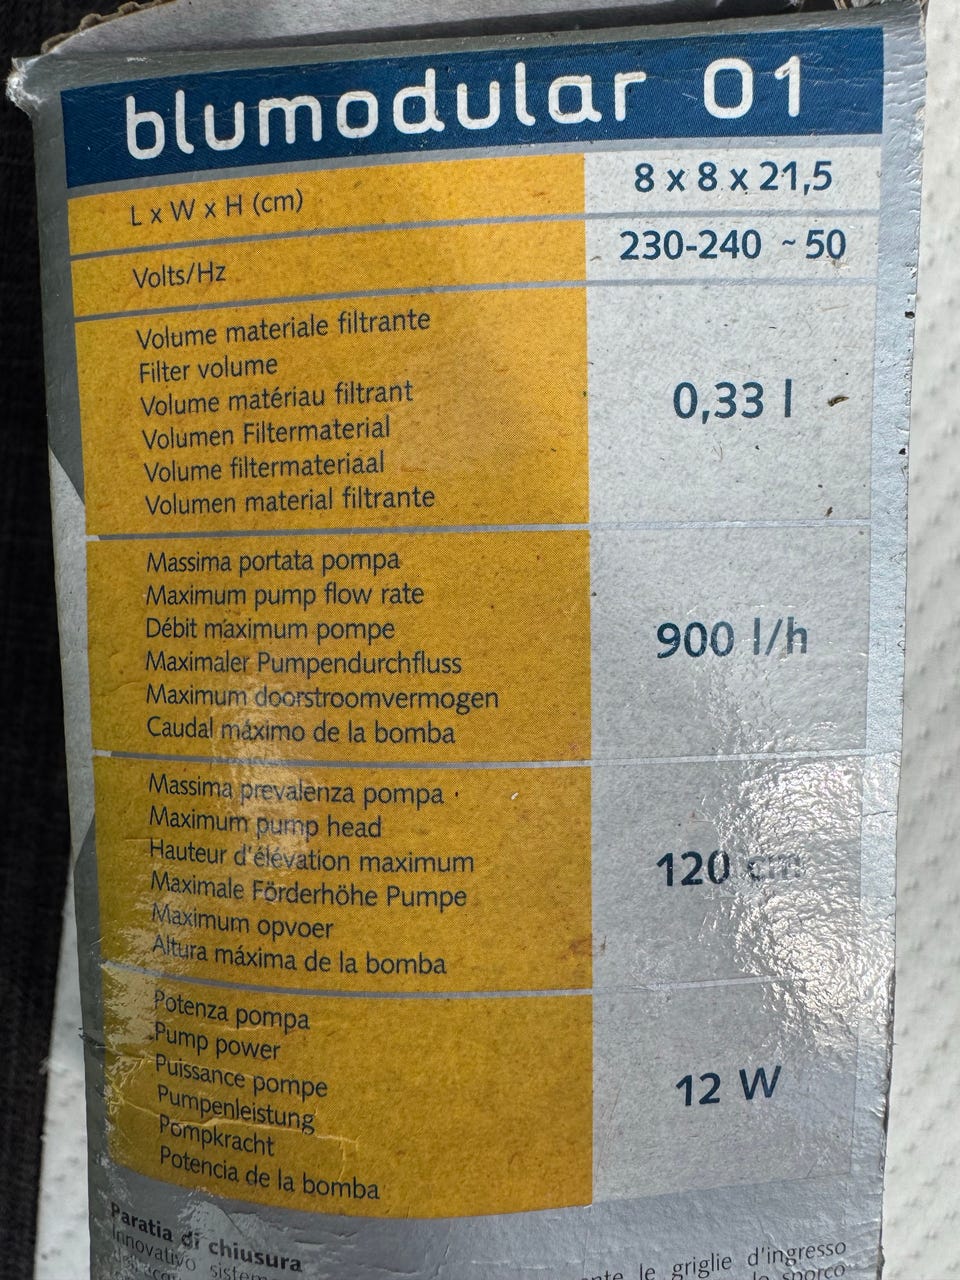 blumodular 01
L x W x H (cm) 8 x 8 x 21,5
Volts/Hz 230-240 ~ 50
Volume materiale filtrante
Filter volume
Volume matériau filtrant
Volumen Filtermaterial
Volume filtermateriaal
Volumen material filtrante
0,33 l
Massima portata pompa
Maximum pump flow rate
Débit maximum pompe
Maximaler Pumpendurchfluss
Maximum doorstroomvermogen
Caudal máximo de la bomba
900 l/h
Massima prevalenza pompa
Maximum pump head
Hauteur d'élévation maximum
Maximale Förderhöhe Pumpe
Maximum opvoer
Altura máxima de la bomba
120 cm
Potenza pompa
Pump power
Puissance pompe
Pumpenleistung
Pompkracht
Potencia de la bomba
12 W
Paratia di chiusura
Innovativo le griglie d'ingresso
lo sporco